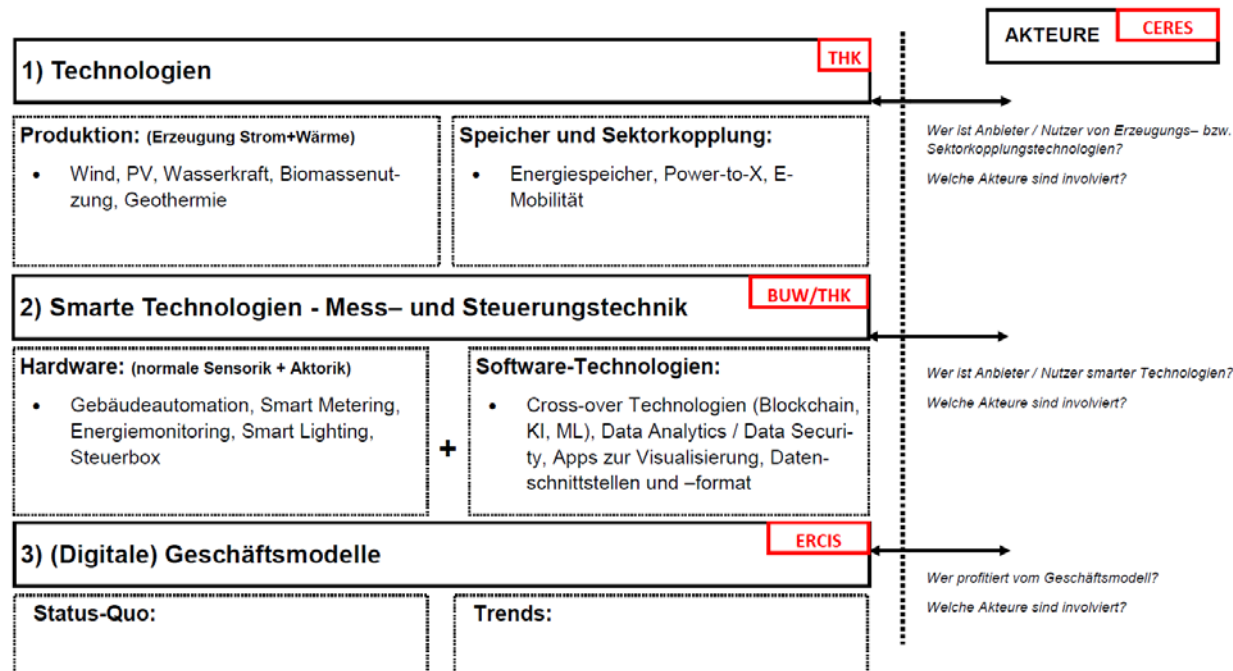 AKTEURE CERES
1) Technologien THK
Produktion: (Erzeugung Strom+Wärme)
• Wind, PV, Wasserkraft, Biomassenut-
zung, Geothermie
Speicher und Sektorkopplung:
• Energiespeicher, Power-to-X, E-
Mobilität
Wer ist Anbieter / Nutzer von Erzeugungs– bzw.
Sektorkopplungstechnologien?
Welche Akteure sind involviert?
2) Smarte Technologien - Mess– und Steuerungstechnik BUW/THK
Hardware: (normale Sensorik + Aktorik)
• Gebäudeautomation, Smart Metering,
Energiemonitoring, Smart Lighting,
Steuerbox
+
Software-Technologien:
• Cross-over Technologien (Blockchain,
KI, ML), Data Analytics / Data Securi-
ty, Apps zur Visualisierung, Daten-
schnittstellen und –format
Wer ist Anbieter / Nutzer smarter Technologien?
Welche Akteure sind involviert?
3) (Digitale) Geschäftsmodelle ERCIS
Status-Quo:
Trends:
Wer profitiert vom Geschäftsmodell?
Welche Akteure sind involviert?